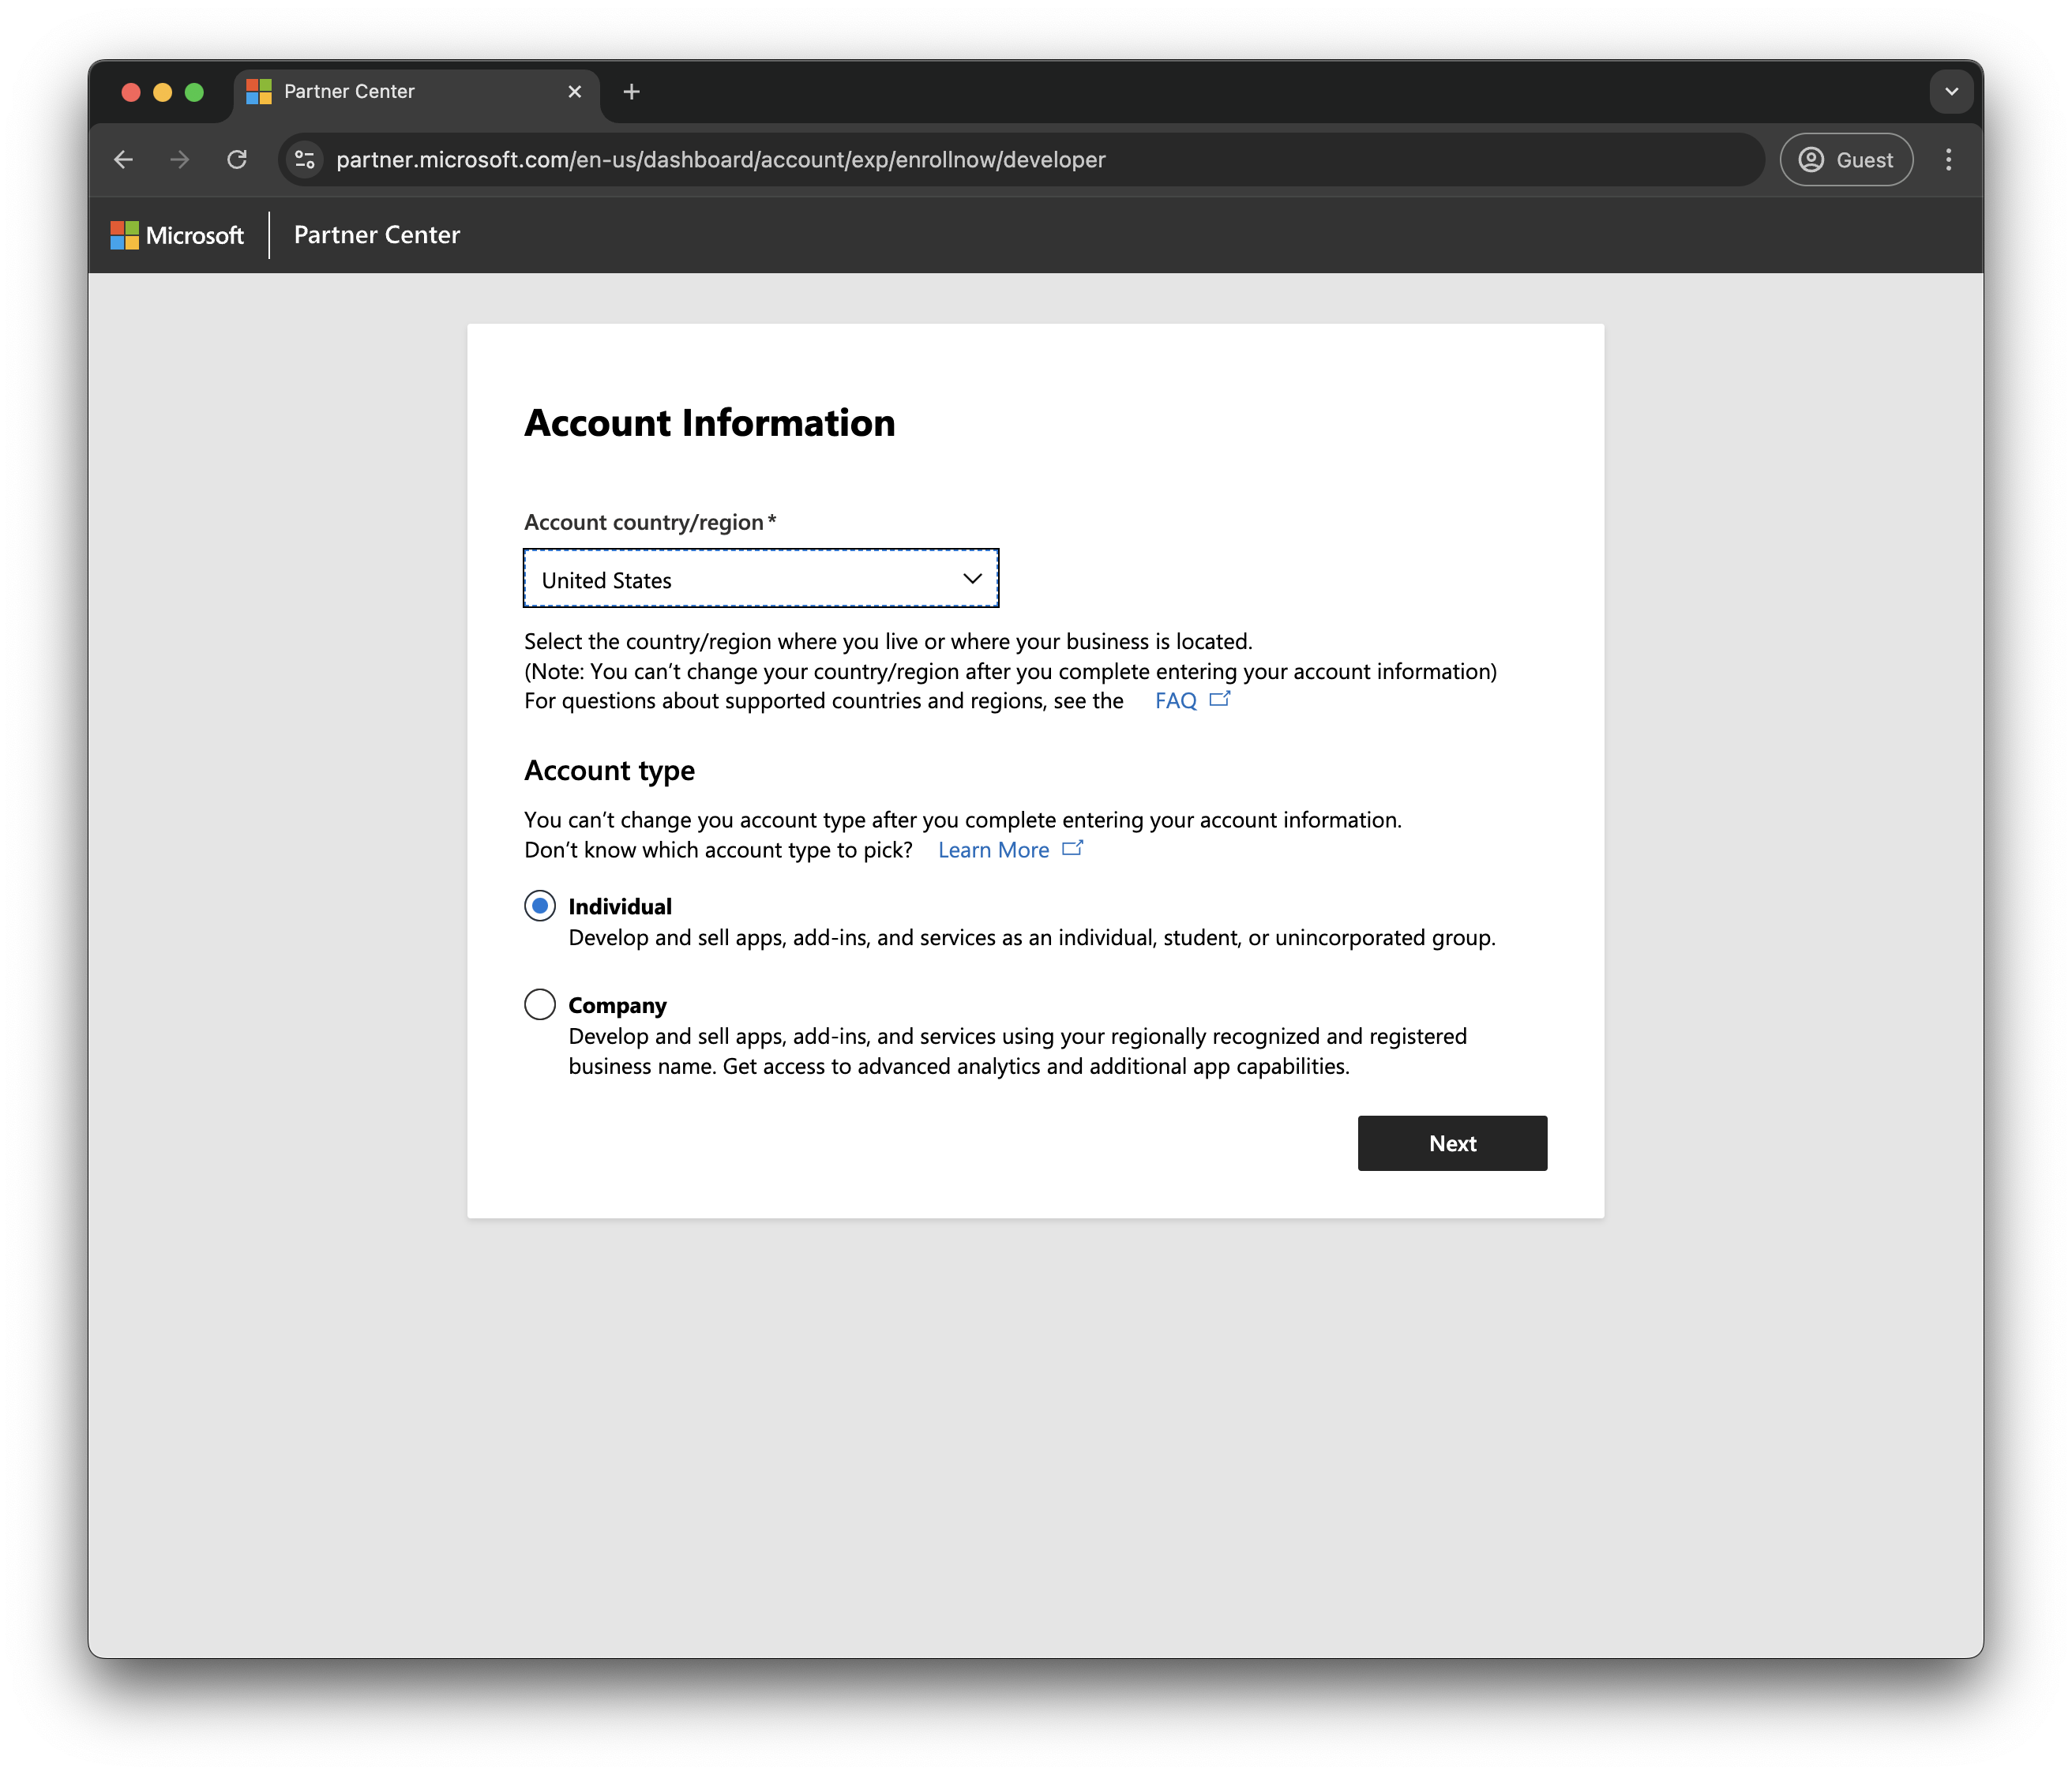 Partner Center
partner.microsoft.com/en-us/dashboard/account/exp/enrollnow/developer
Guest
Microsoft
Partner Center
Account Information
Account country/region*
United States
Select the country/region where you live or where your business is located.
(Note: You can’t change your country/region after you complete entering your account information)
For questions about supported countries and regions, see the FAQ
Account type
You can’t change you account type after you complete entering your account information.
Don’t know which account type to pick? Learn More
Individual
Develop and sell apps, add-ins, and services as an individual, student, or unincorporated group.
Company
Develop and sell apps, add-ins, and services using your regionally recognized and registered
business name. Get access to advanced analytics and additional app capabilities.
Next